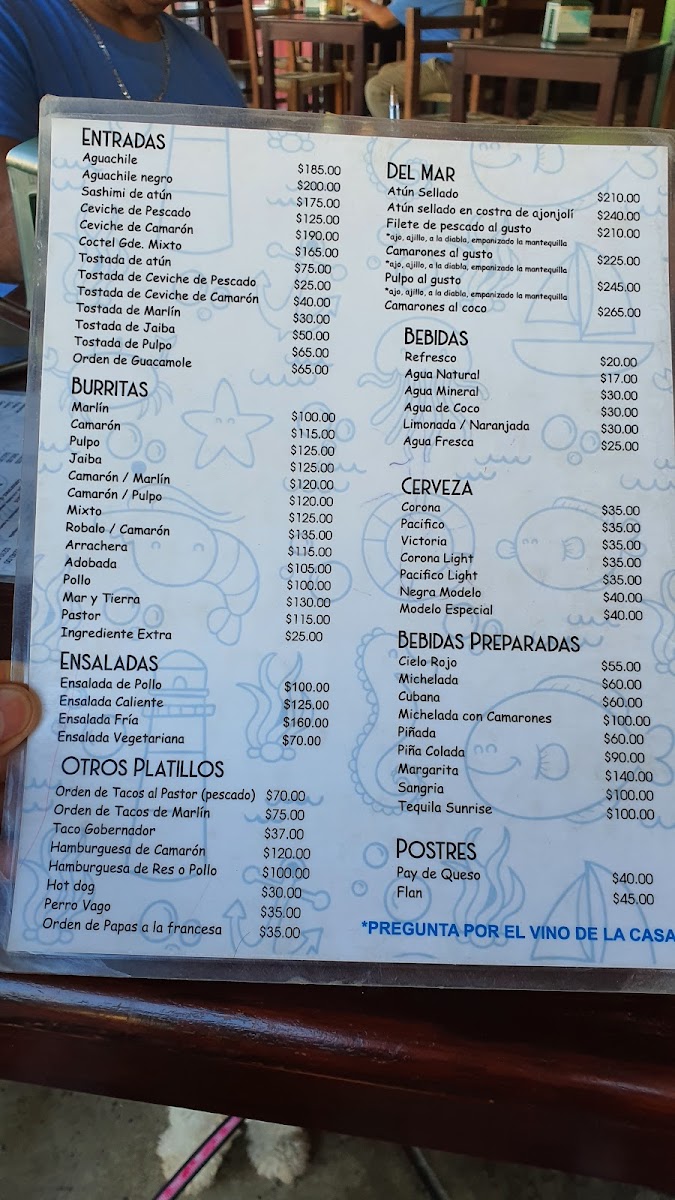 ENTRADAS
Aguachile $185.00
Aguachile negro $200.00
Sashimi de atún $175.00
Ceviche de Pescado $125.00
Ceviche de Camarón $190.00
Coctel Gde. Mixto $165.00
Tostada de atún $75.00
Tostada de Ceviche de Pescado $25.00
Tostada de Ceviche de Camarón $40.00
Tostada de Marlín $30.00
Tostada de Jaiba $50.00
Tostada de Pulpo $65.00
Orden de Guacamole $65.00
BURRITAS
Marlín $100.00
Camarón $115.00
Pulpo $125.00
Jaiba $125.00
Camarón / Marlín $120.00
Camarón / Pulpo $120.00
Mixto $125.00
Robalo / Camarón $135.00
Arrachera $115.00
Adobada $105.00
Pollo $100.00
Mar y Tierra $130.00
Pastor $115.00
Ingrediente Extra $25.00
ENSALADAS
Ensalada de Pollo $100.00
Ensalada Caliente $125.00
Ensalada Fría $160.00
Ensalada Vegetariana $70.00
OTROS PLATILLOS
Orden de Tacos al Pastor (pescado) $70.00
Orden de Tacos de Marlín $75.00
Taco Gobernador $37.00
Hamburguesa de Camarón $120.00
Hamburguesa de Res o Pollo $100.00
Hot dog $30.00
Perro Vago $35.00
Orden de Papas a la francesa $35.00
DEL MAR
Atún Sellado $210.00
Atún sellado en costra de ajonjolí $240.00
Filete de pescado al gusto $210.00
*ajo, ajillo, a la diabla, empanizado la mantequilla
Camarones al gusto $225.00
*ajo, ajillo, a la diabla, empanizado la mantequilla
Pulpo al gusto $245.00
*ajo, ajillo, a la diabla, empanizado la mantequilla
Camarones al coco $265.00
BEBIDAS
Refresco $20.00
Agua Natural $17.00
Agua Mineral $30.00
Agua de Coco $30.00
Limonada / Naranjada $30.00
Agua Fresca $25.00
CERVEZA
Corona $35.00
Pacifico $35.00
Victoria $35.00
Corona Light $35.00
Pacifico Light $35.00
Negra Modelo $40.00
Modelo Especial $40.00
BEBIDAS PREPARADAS
Cielo Rojo $55.00
Michelada $60.00
Cubana $60.00
Michelada con Camarones $100.00
Piñada $60.00
Piña Colada $90.00
Margarita $140.00
Sangria $100.00
Tequila Sunrise $100.00
POSTRES
Pay de Queso $40.00
Flan $45.00
*PREGUNTA POR EL VINO DE LA CASA